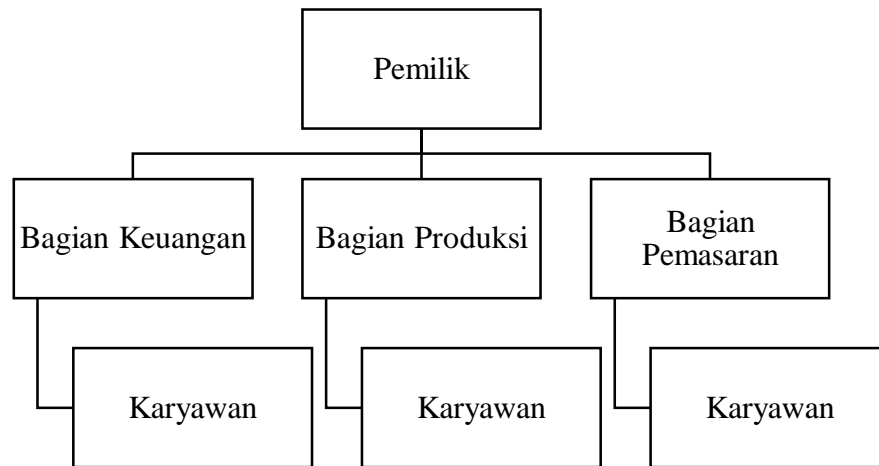 Pemilik
Bagian Keuangan
Bagian Produksi
Bagian
Pemasaran
Karyawan
Karyawan
Karyawan